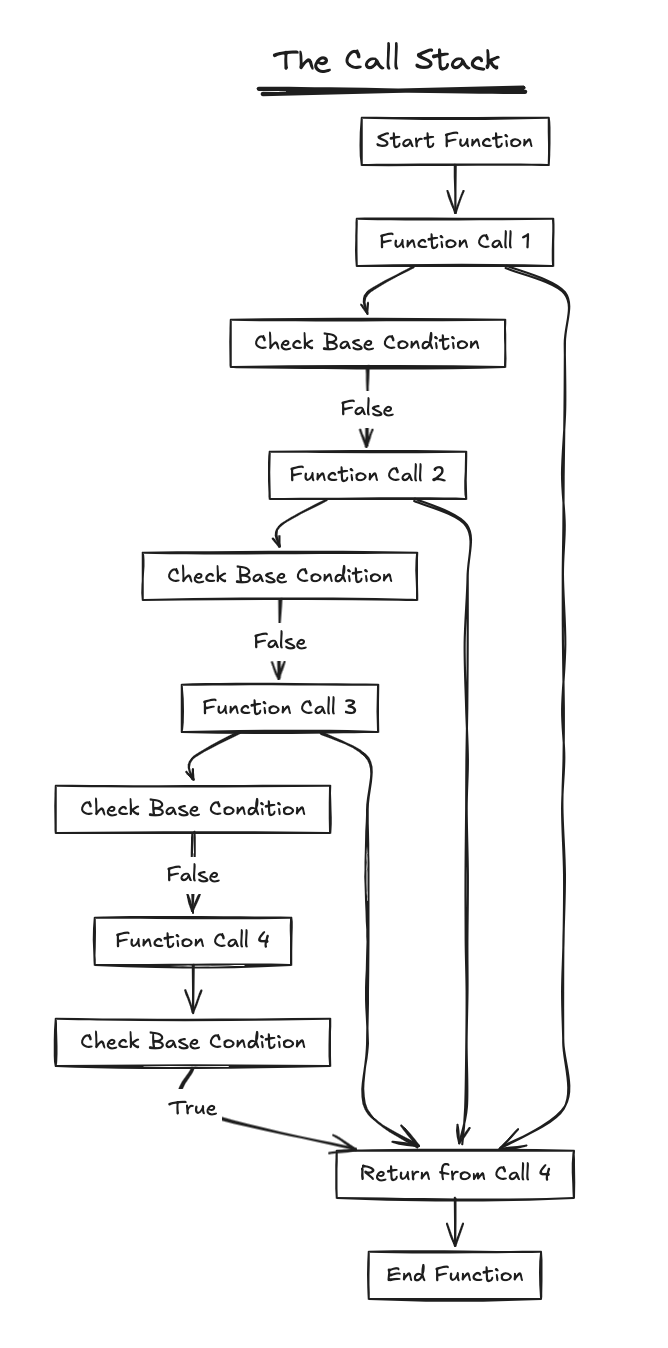 The Call Stack
Start Function
Function Call 1
Check Base Condition
False
Function Call 2
Check Base Condition
False
Function Call 3
Check Base Condition
False
Function Call 4
Check Base Condition
True
Return from Call 4
End Function